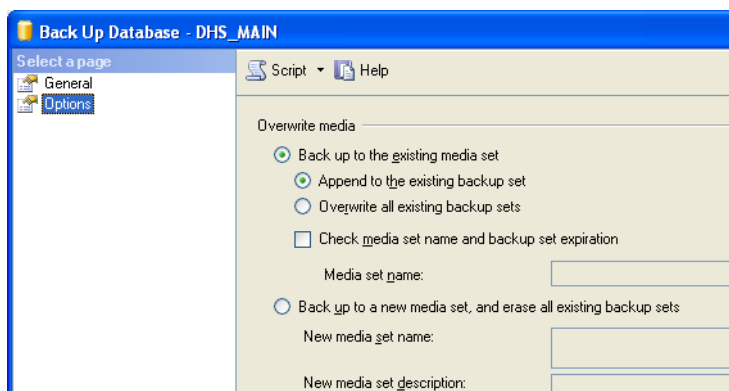 Back Up Database - DHS_MAIN
Select a page
General
Options
Script Help
Overwrite media
Back up to the existing media set
Append to the existing backup set
Overwrite all existing backup sets
Check media set name and backup set expiration
Media set name:
Back up to a new media set, and erase all existing backup sets
New media set name:
New media set description: